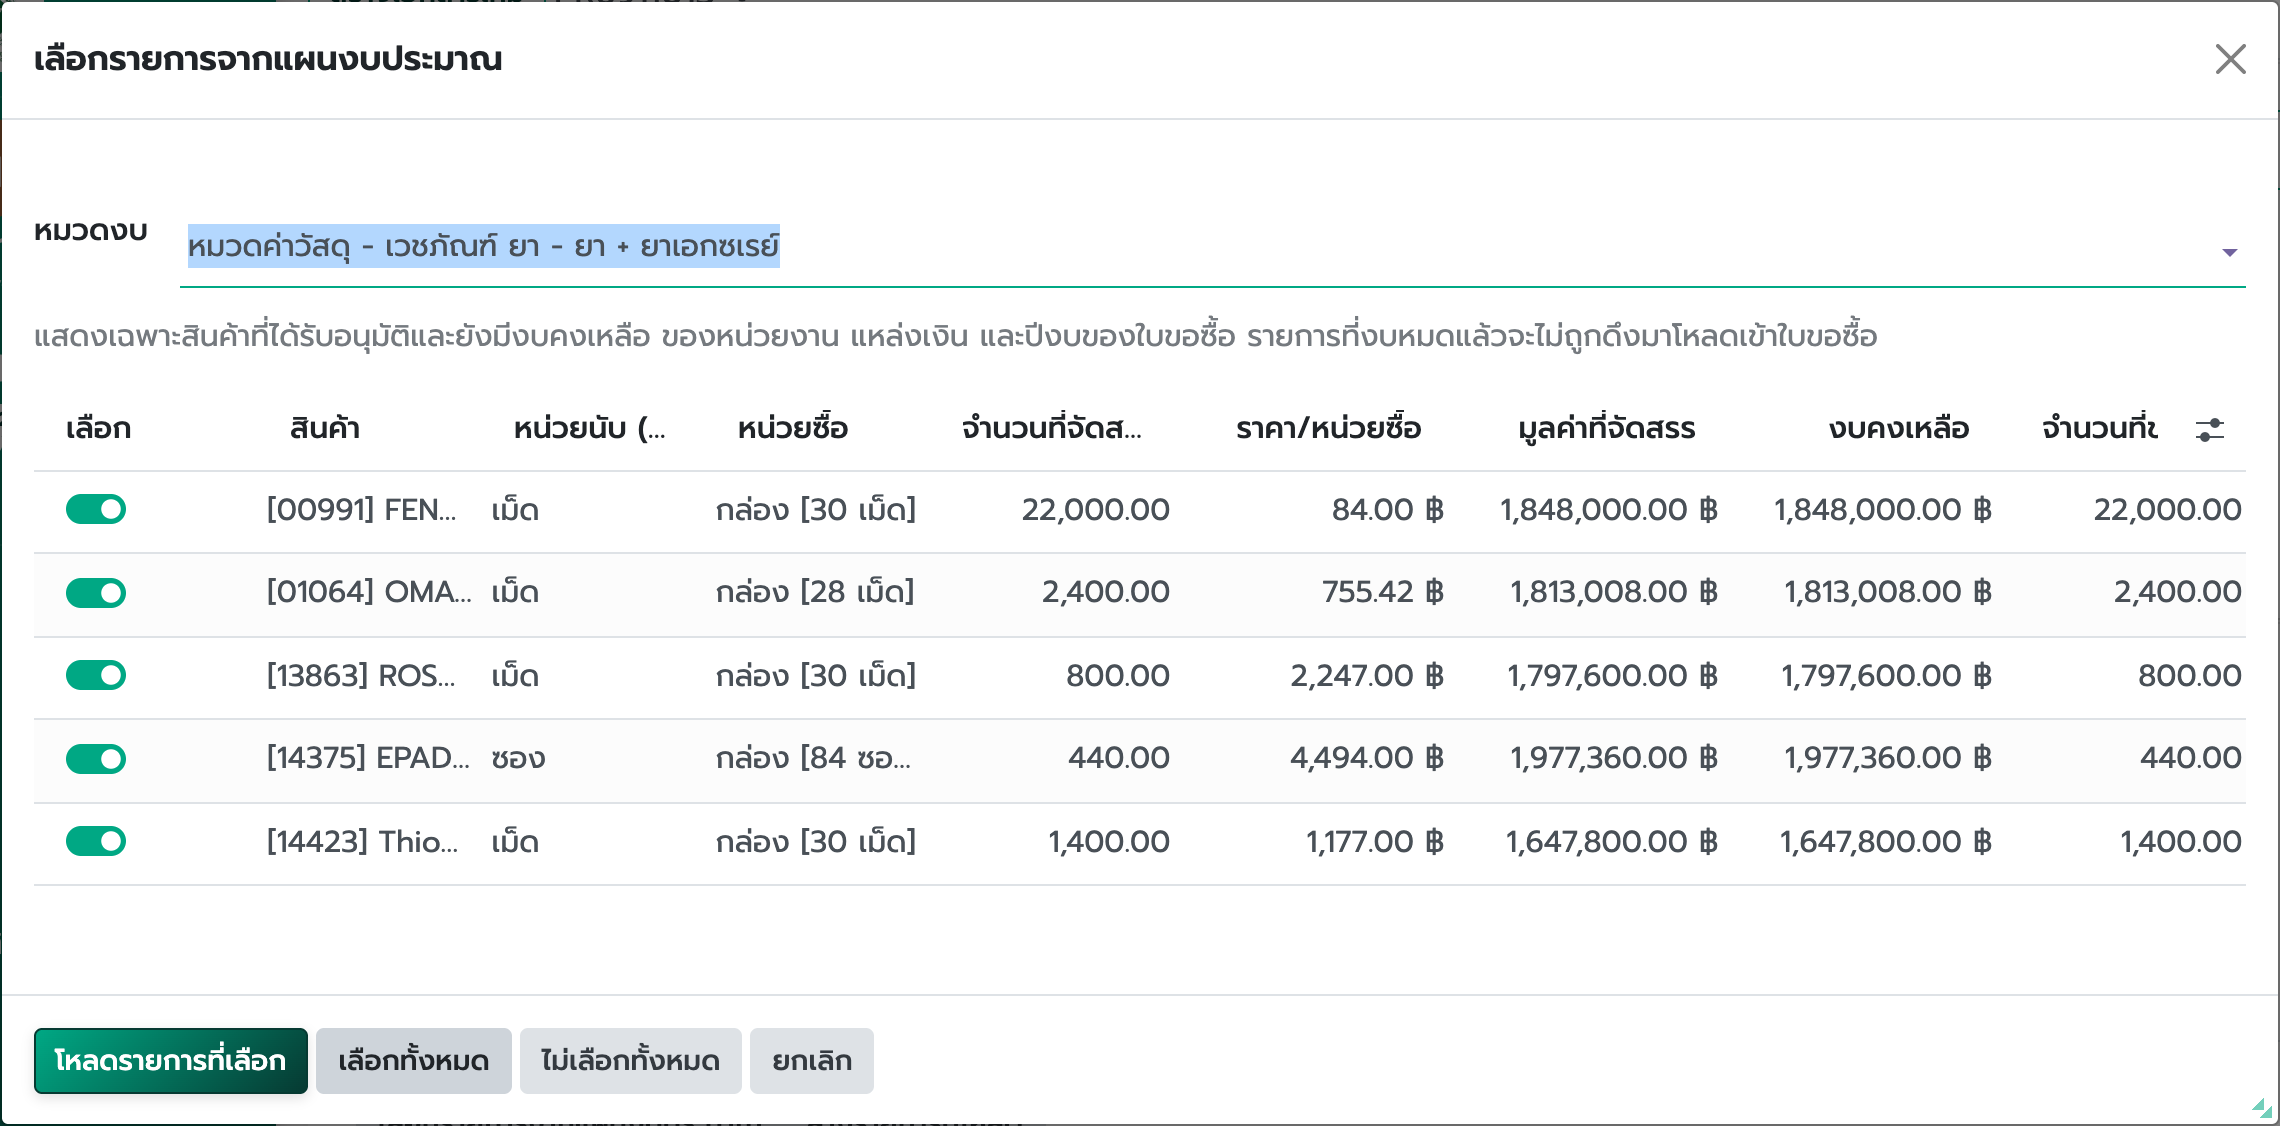 เลือกรายการจากแผนงบประมาณ
หมวดงบ
หมวดค่าวัสดุ - เวชภัณฑ์ ยา - ยา + ยาเอกซเรย์
แสดงเฉพาะสินค้าที่ได้รับอนุมัติและยังมีงบคงเหลือ ของหน่วยงาน แหล่งเงิน และปีงบของใบขอซื้อ รายการที่งบหมดแล้วจะไม่ถูกดึงมาโหลดเข้าใบขอซื้อ
เลือก สินค้า หน่วยนับ (... หน่วยซื้อ จำนวนที่จัดส... ราคา/หน่วยซื้อ มูลค่าที่จัดสรร งบคงเหลือ จำนวนที่ข
[00991] FEN... เม็ด กล่อง [30 เม็ด] 22,000.00 84.00 ฿ 1,848,000.00 ฿ 1,848,000.00 ฿ 22,000.00
[01064] OMA... เม็ด กล่อง [28 เม็ด] 2,400.00 755.42 ฿ 1,813,008.00 ฿ 1,813,008.00 ฿ 2,400.00
[13863] ROS... เม็ด กล่อง [30 เม็ด] 800.00 2,247.00 ฿ 1,797,600.00 ฿ 1,797,600.00 ฿ 800.00
[14375] EPAD... ซอง กล่อง [84 ซอ... 440.00 4,494.00 ฿ 1,977,360.00 ฿ 1,977,360.00 ฿ 440.00
[14423] Thio... เม็ด กล่อง [30 เม็ด] 1,400.00 1,177.00 ฿ 1,647,800.00 ฿ 1,647,800.00 ฿ 1,400.00
โหลดรายการที่เลือก เลือกทั้งหมด ไม่เลือกทั้งหมด ยกเลิก